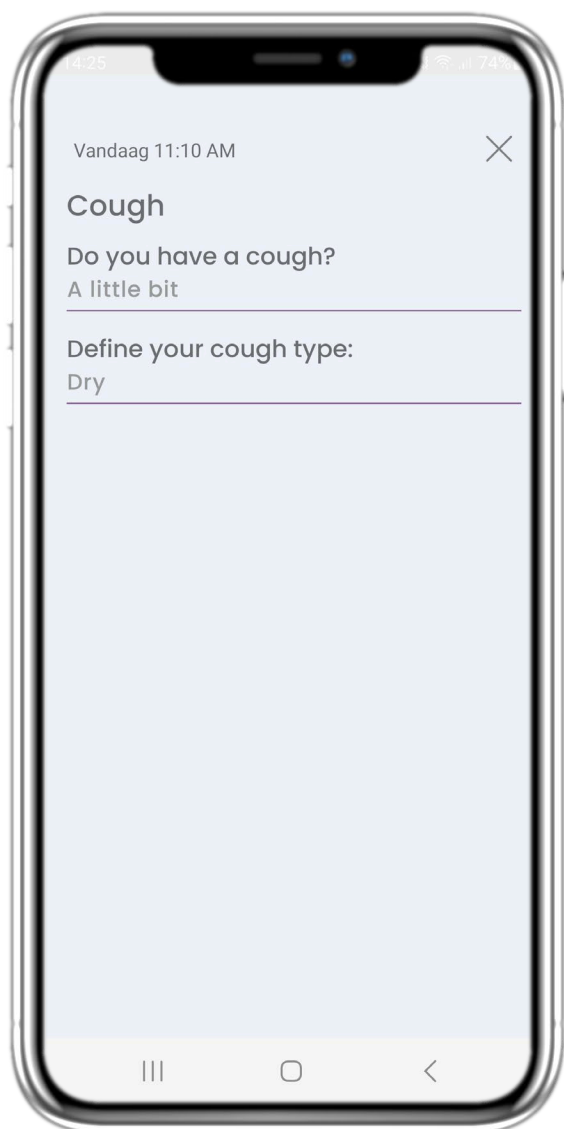 14:25
74%
Vandaag 11:10 AM
Cough
Do you have a cough?
A little bit
Define your cough type:
Dry